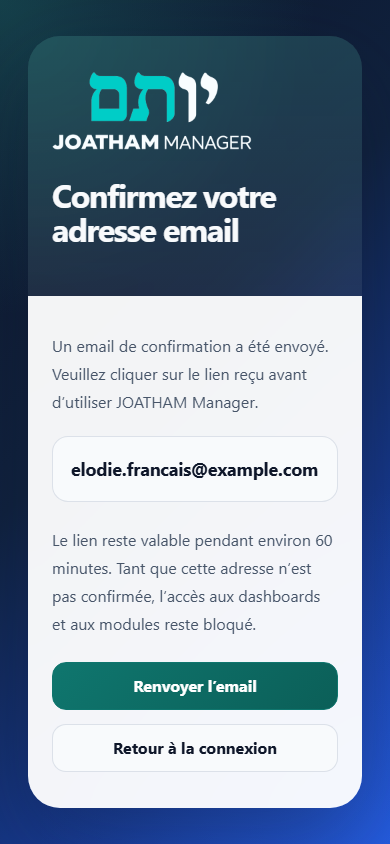 יותם
JOATHAM MANAGER
Confirmez votre
adresse email
Un email de confirmation a été envoyé.
Veuillez cliquer sur le lien reçu avant
d’utiliser JOATHAM Manager.
elodie.francais@example.com
Le lien reste valable pendant environ 60
minutes. Tant que cette adresse n’est
pas confirmée, l’accès aux dashboards
et aux modules reste bloqué.
Renvoyer l’email
Retour à la connexion